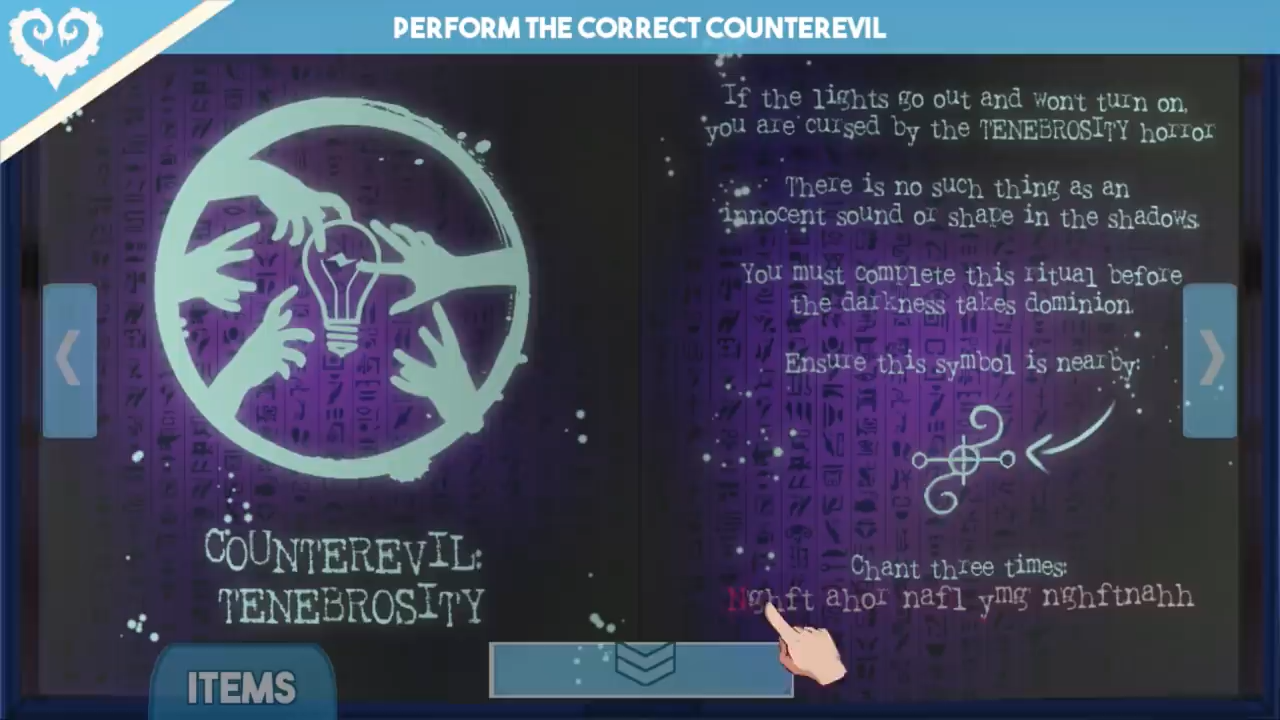 PERFORM THE CORRECT COUNTEREVIL
If the lights go out and wont turn on,
you are cursed by the TENEBROSITY horror
There is no such thing as an
innocent sound or shape in the shadows.
You must complete this ritual before
the darkness takes dominion.
Ensure this symbol is nearby:
COUNTEREVIL:
TENEBROSITY
Chant three times:
Nghft ahor nafl ymg nghftnahh
ITEMS